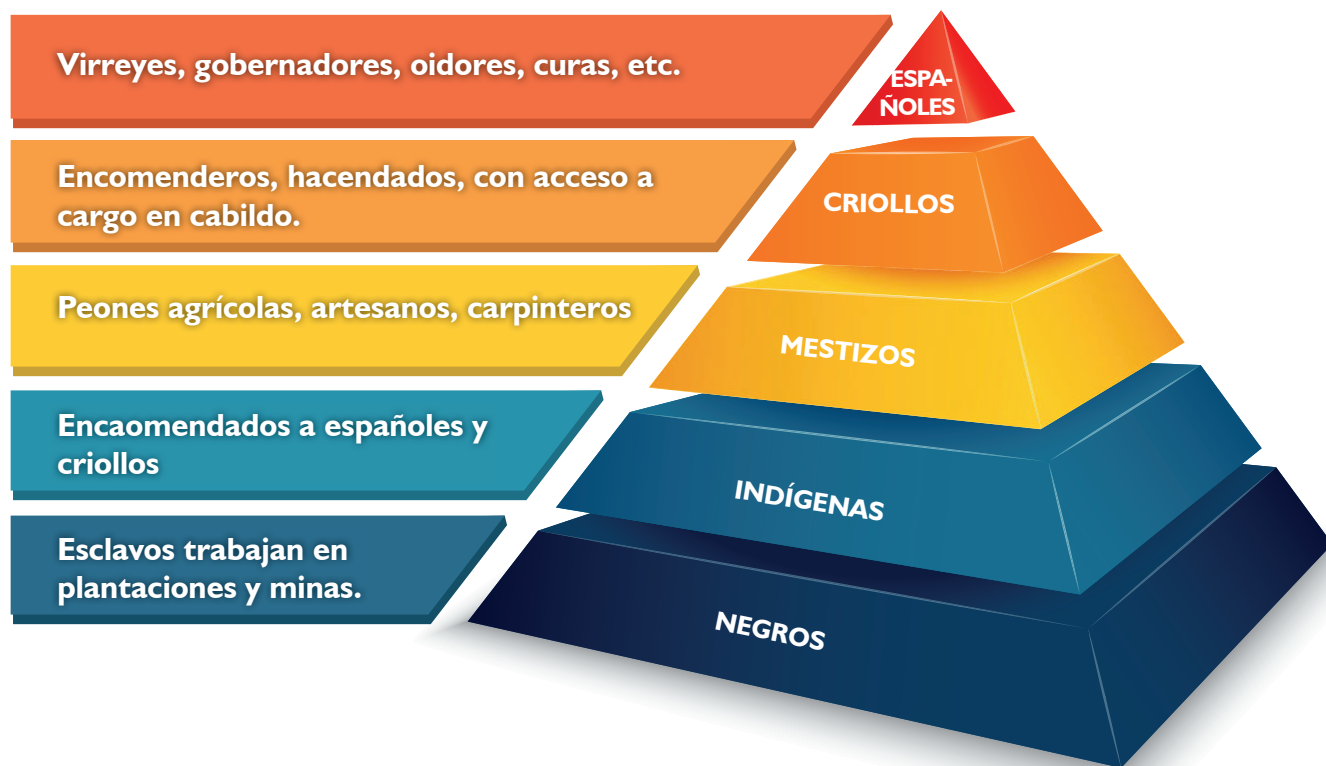 Virreyes, gobernadores, oidores, curas, etc.
ESPA-
ÑOLES
Encomenderos, hacendados, con acceso a
cargo en cabildo.
CRIOLLOS
Peones agrícolas, artesanos, carpinteros
MESTIZOS
Encaomendados a españoles y
criollos
INDÍGENAS
Esclavos trabajan en
plantaciones y minas.
NEGROS